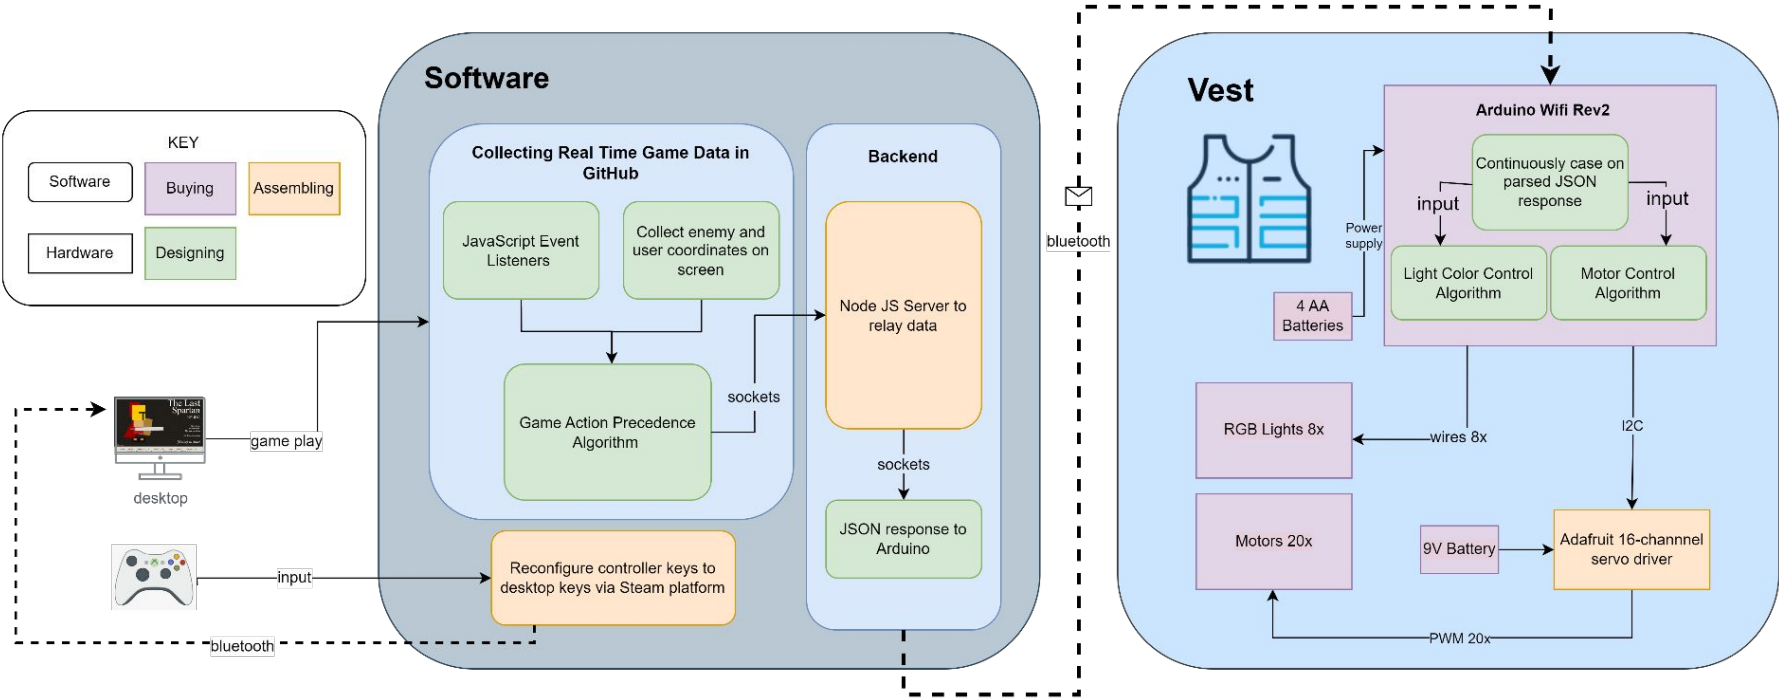 KEY
Software
Buying
Assembling
Hardware
Designing
The Last
Spartan
desktop
game play
input
bluetooth
Software
Collecting Real Time Game Data in
GitHub
JavaScript Event
Listeners
Collect enemy and
user coordinates on
screen
Game Action Precedence
Algorithm
sockets
Reconfigure controller keys to
desktop keys via Steam platform
Backend
Node JS Server to
relay data
sockets
JSON response to
Arduino
bluetooth
Vest
Arduino Wifi Rev2
Continuously case on
parsed JSON
response
input
input
Light Color Control
Algorithm
Motor Control
Algorithm
Power
supply
4 AA
Batteries
RGB Lights 8x
wires 8x
I2C
Motors 20x
9V Battery
Adafruit 16-channnel
servo driver
PWM 20x